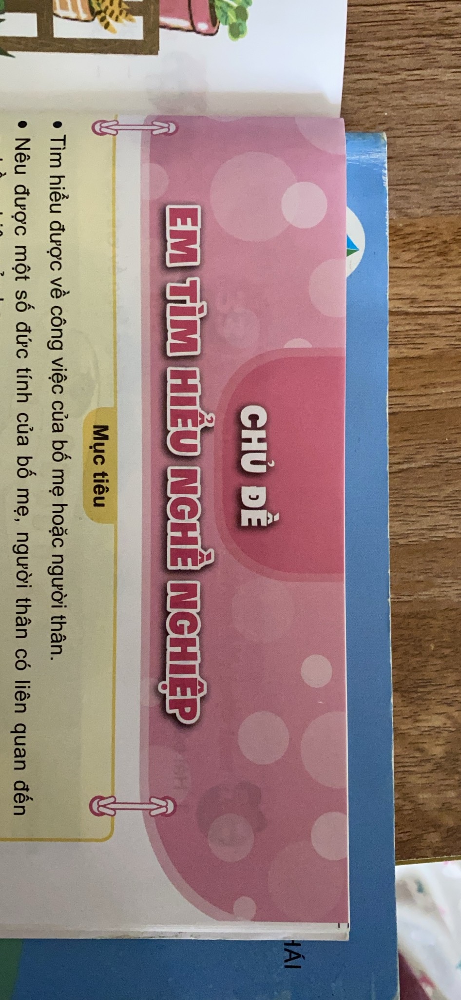 CHỦ ĐỀ
EM TÌM HIỂU NGHỀ NGHIỆP
Mục tiêu
• Tìm hiểu được về công việc của bố mẹ hoặc người thân.
• Nêu được một số đức tính của bố mẹ, người thân có liên quan đến